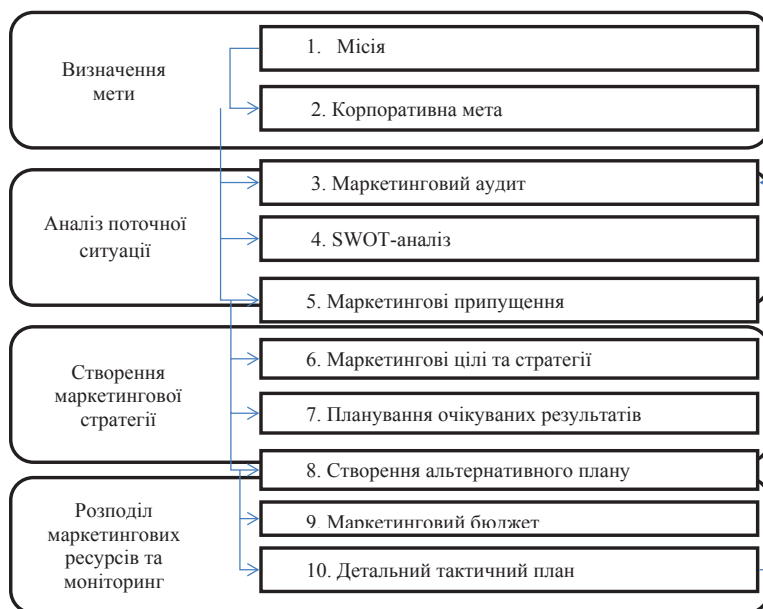 Визначення
мети
1. Місія
2. Корпоративна мета
Аналіз поточної
ситуації
3. Маркетинговий аудит
4. SWOT-аналіз
5. Маркетингові припущення
Створення
маркетингової
стратегії
6. Маркетингові цілі та стратегії
7. Планування очікуваних результатів
8. Створення альтернативного плану
Розподіл
маркетингових
ресурсів та
моніторинг
9. Маркетинговий бюджет
10. Детальний тактичний план